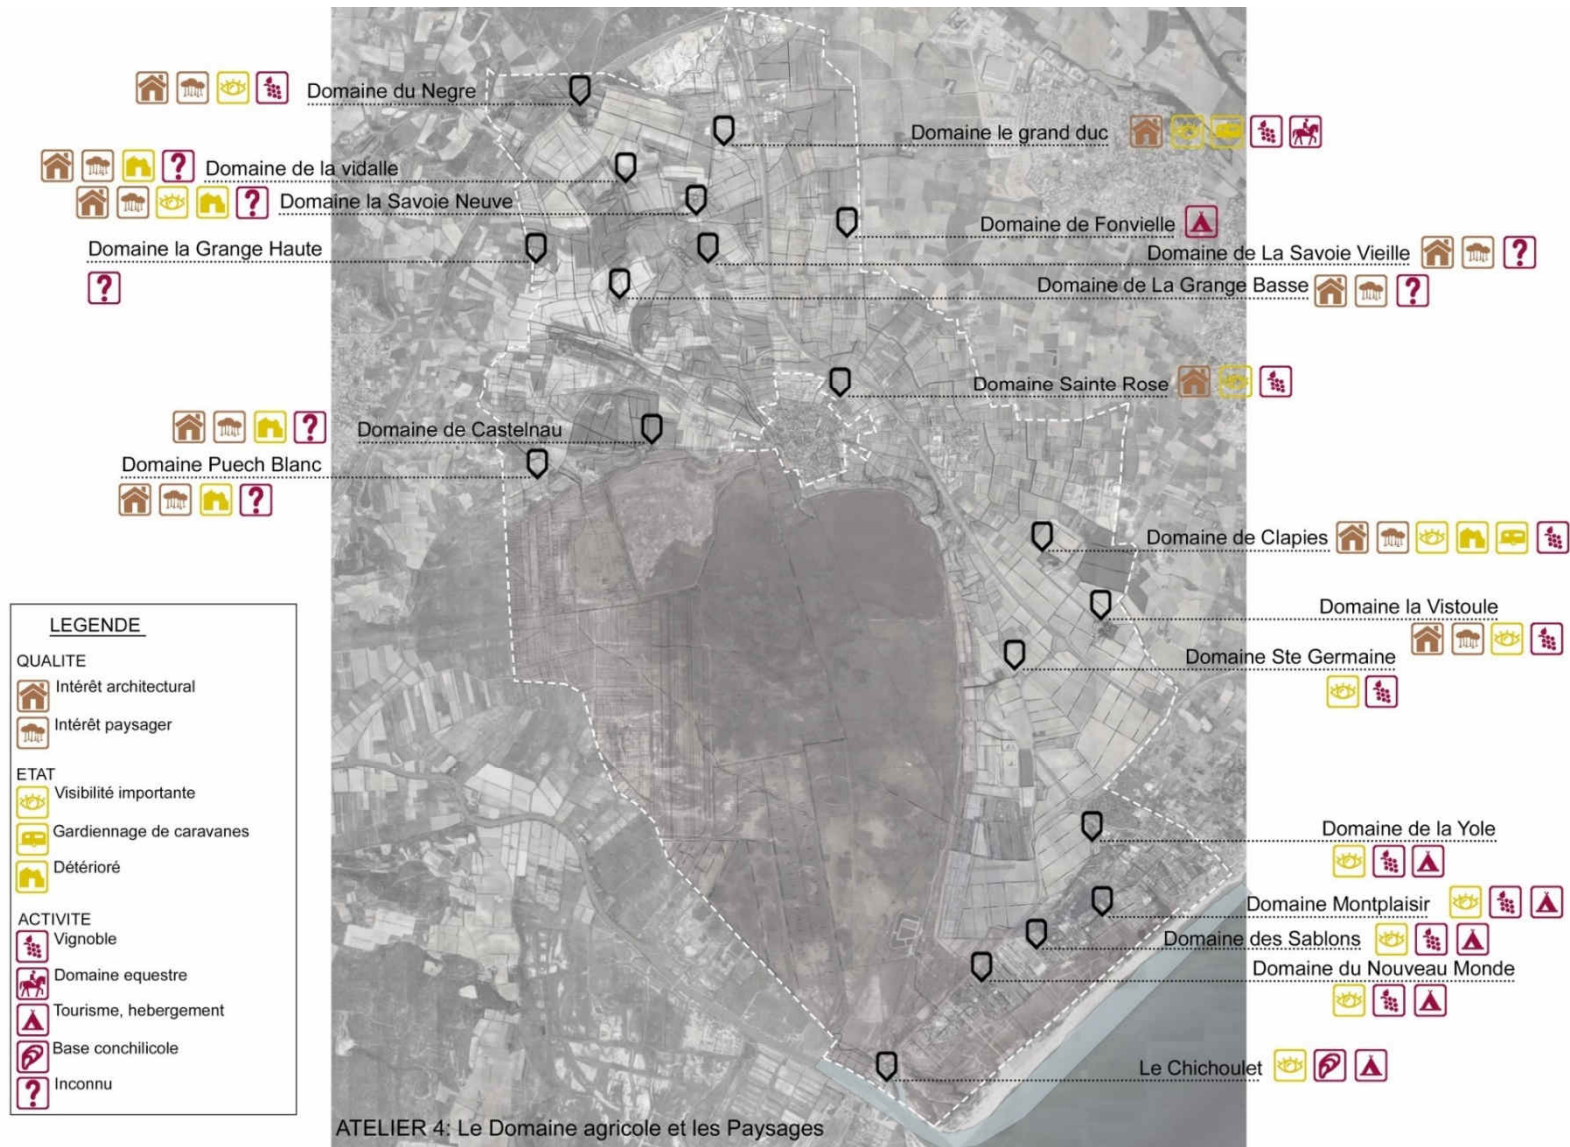 Domaine du Negre
Domaine le grand duc
Domaine de la vidalle
Domaine la Savoie Neuve
Domaine de Fonvielle
Domaine la Grange Haute
Domaine de La Savoie Vieille
Domaine de La Grange Basse
Domaine Sainte Rose
Domaine de Castelnau
Domaine Puech Blanc
Domaine de Clapies
Domaine la Vistoule
Domaine Ste Germaine
Domaine de la Yole
Domaine Montplaisir
Domaine des Sablons
Domaine du Nouveau Monde
Le Chichoulet
LEGENDE
QUALITE
Intérêt architectural
Intérêt paysager
ETAT
Visibilité importante
Gardiennage de caravanes
Détérioré
ACTIVITE
Vignoble
Domaine equestre
Tourisme, hebergement
Base conchilicole
Inconnu
ATELIER 4: Le Domaine agricole et les Paysages